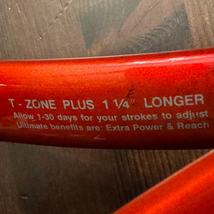 T - ZONE PLUS 1 1/4" LONGER
Allow 1-30 days for your strokes to adjust
Ultimate benefits are: Extra Power & Reach